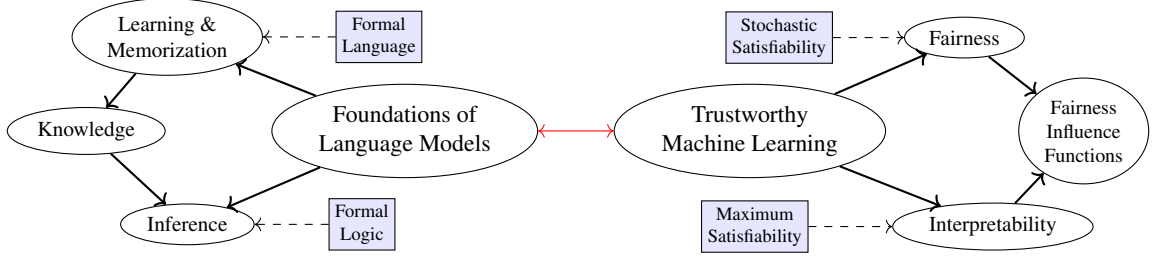 Learning &
Memorization
Formal
Language
Knowledge
Foundations of
Language Models
Inference
Formal
Logic
Stochastic
Satisfiability
Fairness
Trustworthy
Machine Learning
Fairness
Influence
Functions
Maximum
Satisfiability
Interpretability